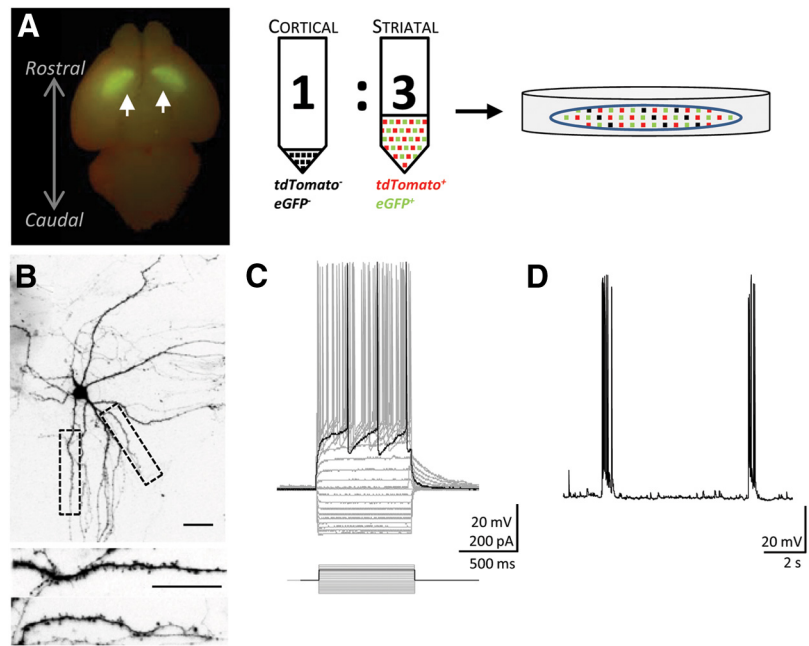 A
Rostral
Caudal
CORTICAL
STRIATAL
1 : 3
tdTomato-
eGFP-
tdTomato+
eGFP+
B
C
20 mV
200 pA
500 ms
D
20 mV
2 s